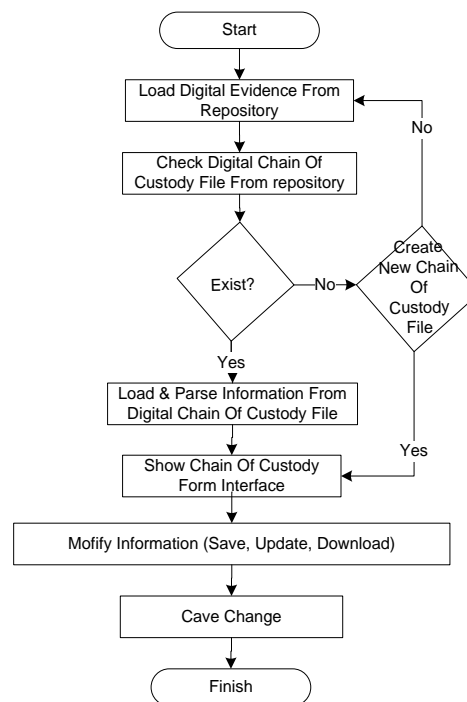 Start
Load Digital Evidence From
Repository
No
Check Digital Chain Of
Custody File From repository
Exist?
No
Create
New Chain
Of
Custody
File
Yes
Load & Parse Information From
Digital Chain Of Custody File
Yes
Show Chain Of Custody
Form Interface
Mofify Information (Save, Update, Download)
Cave Change
Finish